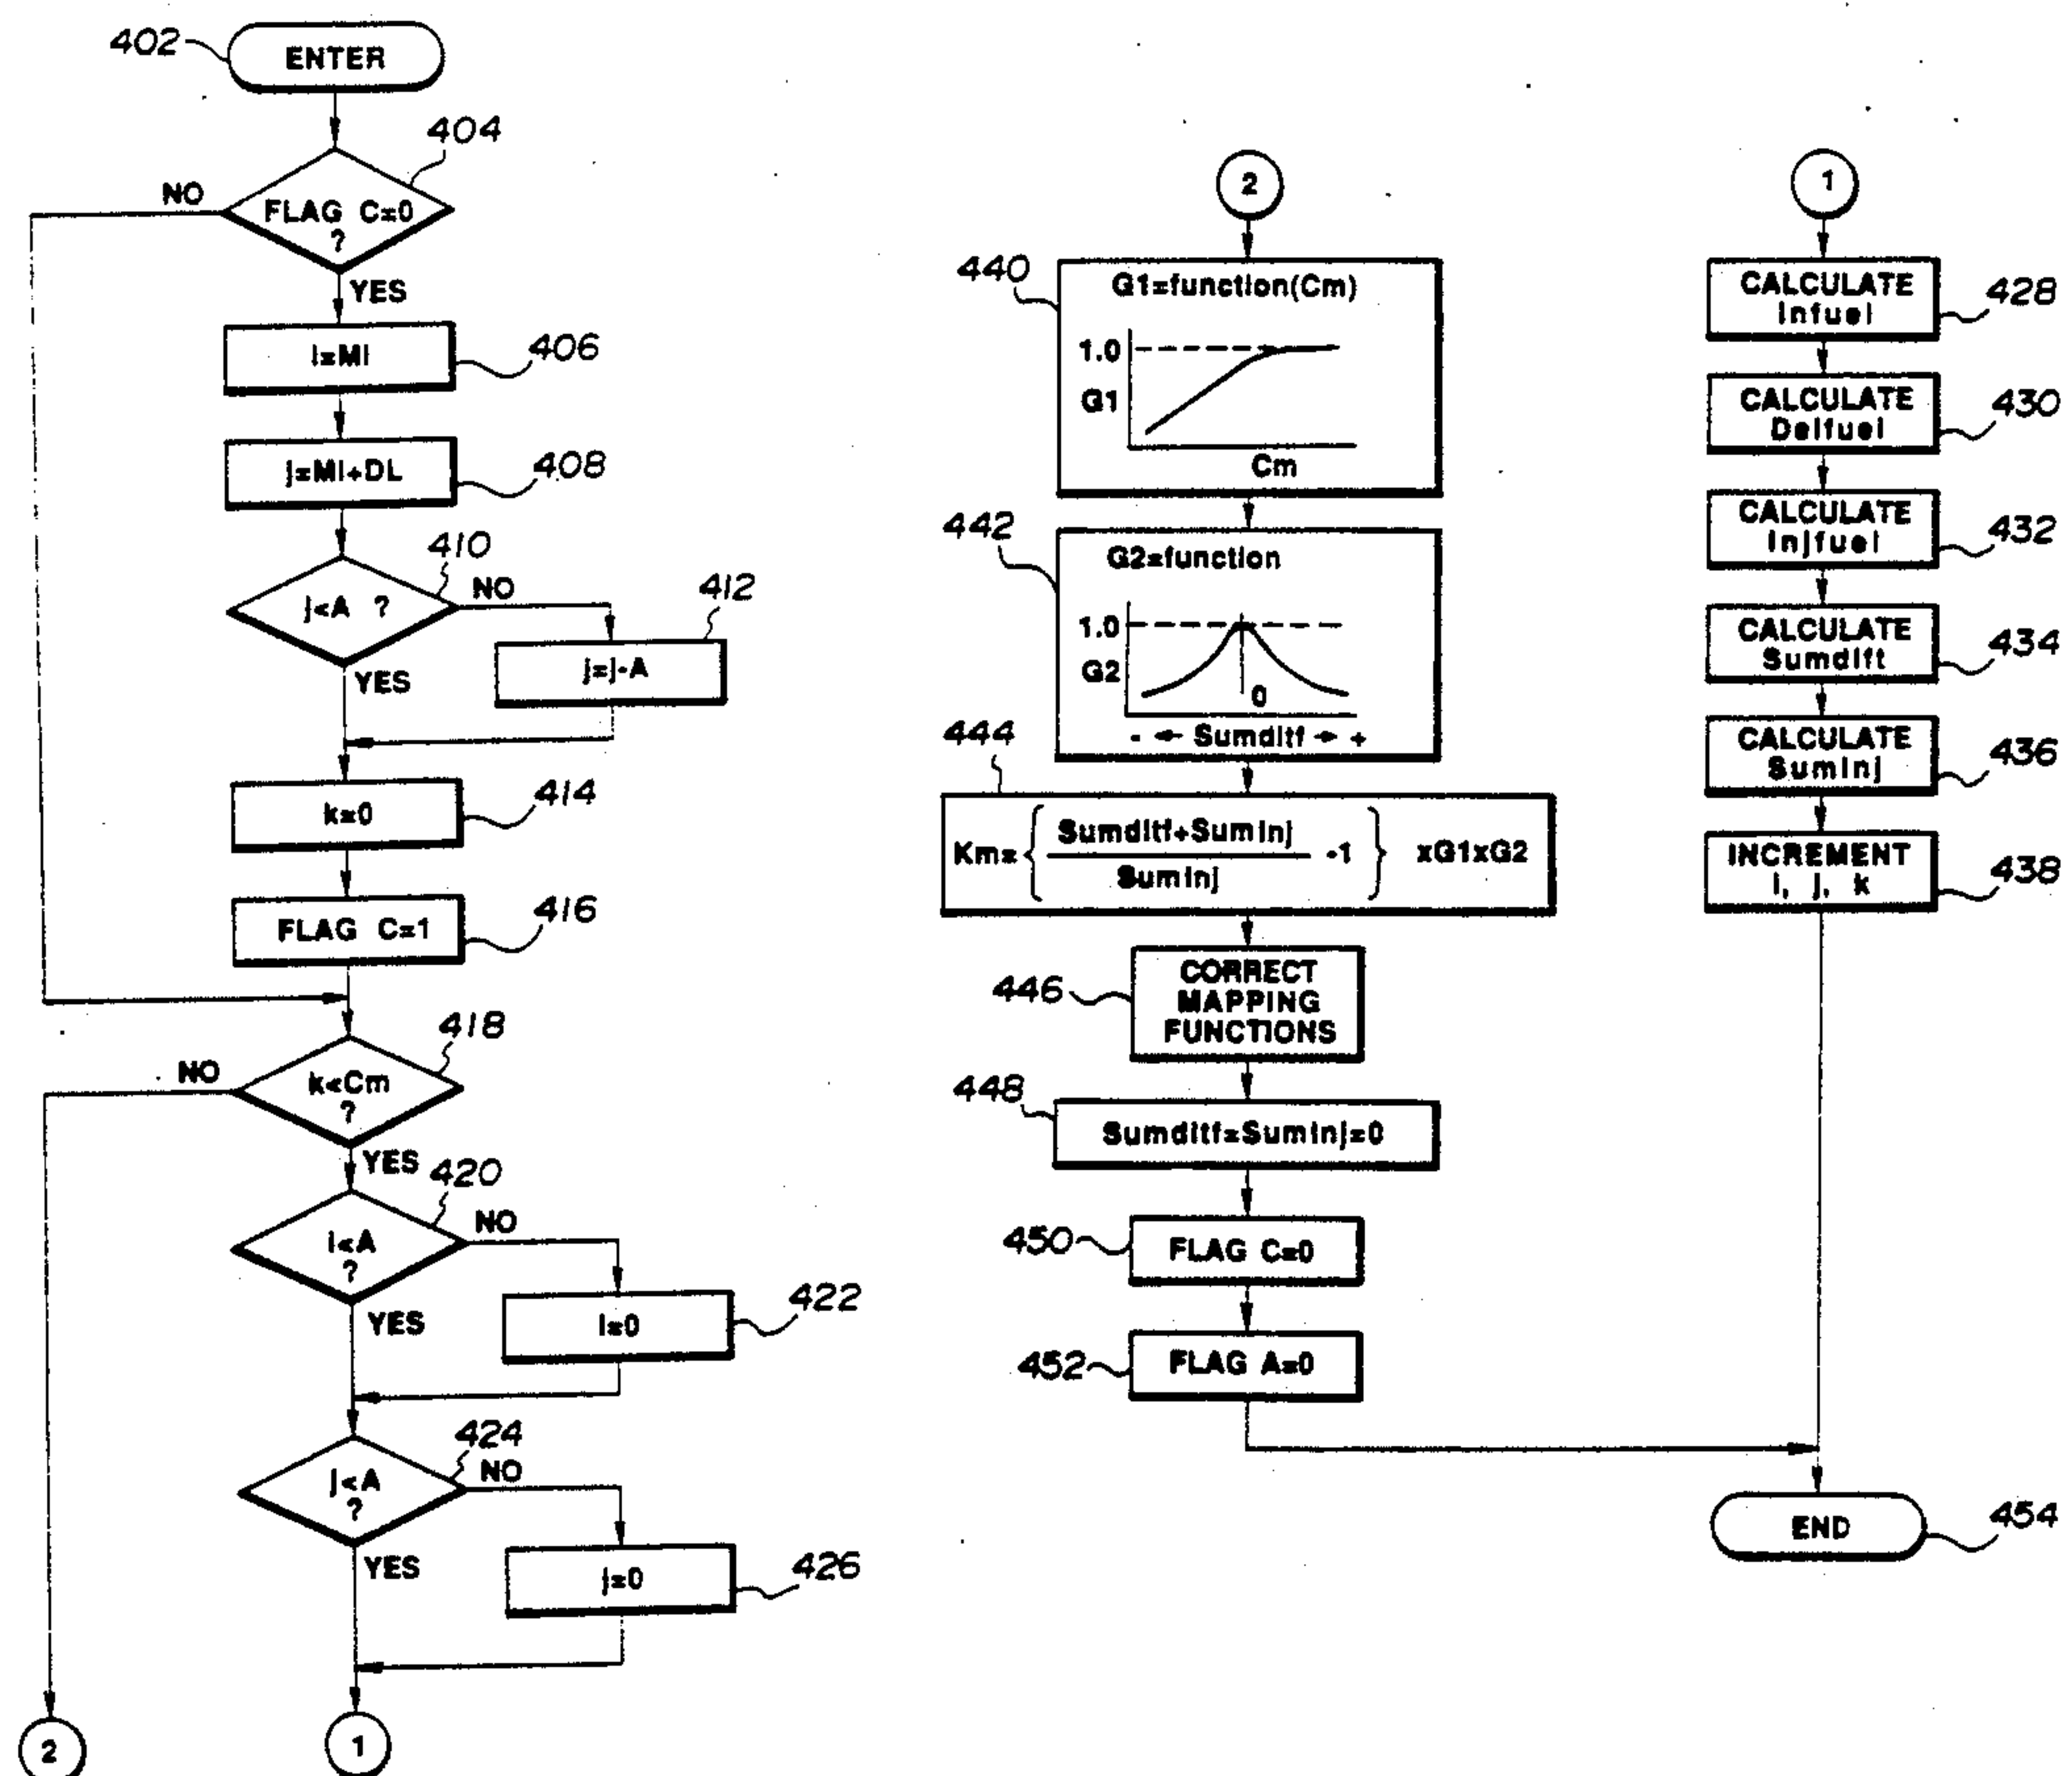 402
ENTER
404
NO
FLAG C=0
?
YES
406
i=Mi
408
j=Mi+DL
410
j<A ?
NO
412
j=j-A
YES
414
k=0
416
FLAG C=1
418
NO
k<Cm
?
YES
420
i<A
?
NO
422
i=0
YES
424
j<A
?
NO
426
j=0
YES
2
1
2
440
G1=function(Cm)
1.0
G1
Cm
442
G2=function
1.0
G2
0
- ← Sumdiff → +
444
Km= { Sumdiff+Suminj
Suminj
-1 } xG1xG2
446
CORRECT
MAPPING
FUNCTIONS
448
Sumdiff=Suminj=0
450
FLAG C=0
452
FLAG A=0
1
CALCULATE
Infuel
428
CALCULATE
Delfuel
430
CALCULATE
Injfuel
432
CALCULATE
Sumdiff
434
CALCULATE
Suminj
436
INCREMENT
i, j, k
438
END
454